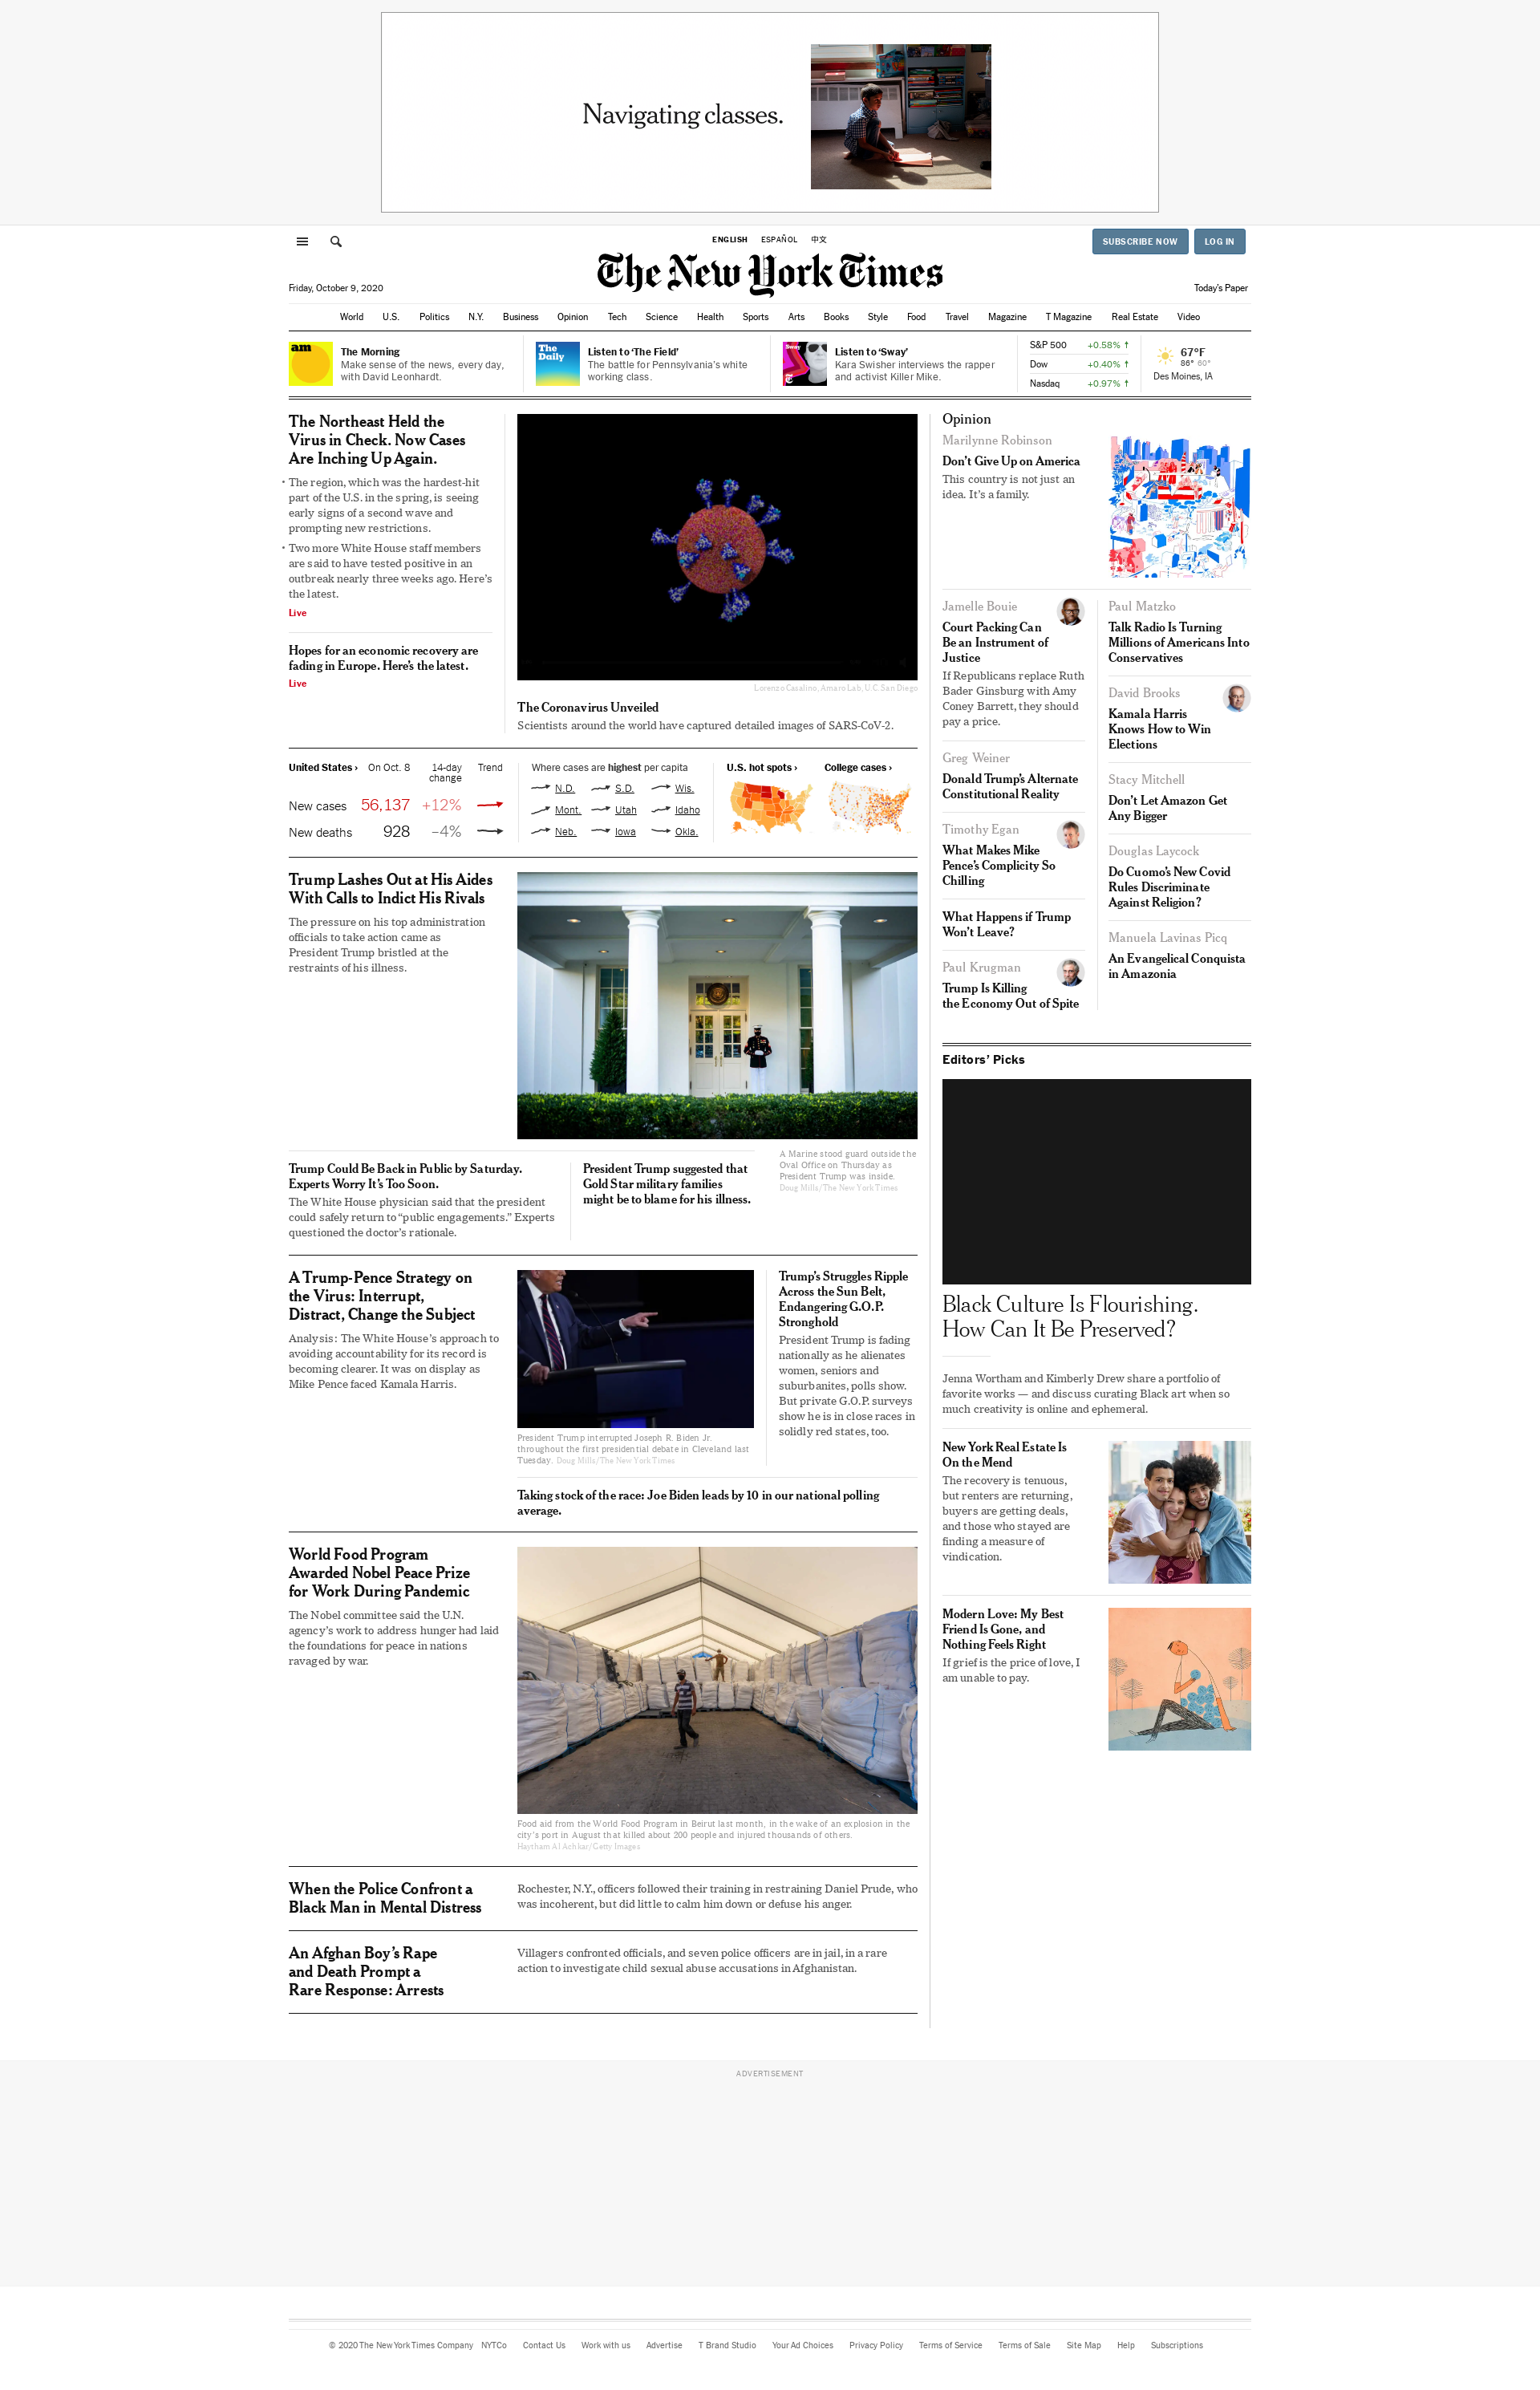 Navigating classes.
ENGLISH ESPAÑOL 中文
SUBSCRIBE NOW LOG IN
The New York Times
Friday, October 9, 2020
Today's Paper
World U.S. Politics N.Y. Business Opinion Tech Science Health Sports Arts Books Style Food Travel Magazine T Magazine Real Estate Video
am
The Morning
Make sense of the news, every day,
with David Leonhardt.
The
Daily
Listen to ‘The Field’
The battle for Pennsylvania’s white
working class.
Sway
Listen to ‘Sway’
Kara Swisher interviews the rapper
and activist Killer Mike.
S&P 500 +0.58% ↑
Dow +0.40% ↑
Nasdaq +0.97% ↑
67°F
86° 60°
Des Moines, IA
The Northeast Held the
Virus in Check. Now Cases
Are Inching Up Again.
• The region, which was the hardest-hit
part of the U.S. in the spring, is seeing
early signs of a second wave and
prompting new restrictions.
• Two more White House staff members
are said to have tested positive in an
outbreak nearly three weeks ago. Here’s
the latest.
Live
Hopes for an economic recovery are
fading in Europe. Here’s the latest.
Live
Lorenzo Casalino, Amaro Lab, U.C. San Diego
The Coronavirus Unveiled
Scientists around the world have captured detailed images of SARS-CoV-2.
United States › On Oct. 8 14-day
change Trend
New cases 56,137 +12%
New deaths 928 –4%
Where cases are highest per capita
N.D. S.D. Wis.
Mont. Utah Idaho
Neb. Iowa Okla.
U.S. hot spots › College cases ›
Trump Lashes Out at His Aides
With Calls to Indict His Rivals
The pressure on his top administration
officials to take action came as
President Trump bristled at the
restraints of his illness.
A Marine stood guard outside the
Oval Office on Thursday as
President Trump was inside.
Doug Mills/The New York Times
Trump Could Be Back in Public by Saturday.
Experts Worry It’s Too Soon.
The White House physician said that the president
could safely return to “public engagements.” Experts
questioned the doctor’s rationale.
President Trump suggested that
Gold Star military families
might be to blame for his illness.
A Trump-Pence Strategy on
the Virus: Interrupt,
Distract, Change the Subject
Analysis: The White House’s approach to
avoiding accountability for its record is
becoming clearer. It was on display as
Mike Pence faced Kamala Harris.
President Trump interrupted Joseph R. Biden Jr.
throughout the first presidential debate in Cleveland last
Tuesday. Doug Mills/The New York Times
Trump’s Struggles Ripple
Across the Sun Belt,
Endangering G.O.P.
Stronghold
President Trump is fading
nationally as he alienates
women, seniors and
suburbanites, polls show.
But private G.O.P. surveys
show he is in close races in
solidly red states, too.
Taking stock of the race: Joe Biden leads by 10 in our national polling
average.
World Food Program
Awarded Nobel Peace Prize
for Work During Pandemic
The Nobel committee said the U.N.
agency’s work to address hunger had laid
the foundations for peace in nations
ravaged by war.
Food aid from the World Food Program in Beirut last month, in the wake of an explosion in the
city’s port in August that killed about 200 people and injured thousands of others.
Haytham Al Achkar/Getty Images
When the Police Confront a
Black Man in Mental Distress
Rochester, N.Y., officers followed their training in restraining Daniel Prude, who
was incoherent, but did little to calm him down or defuse his anger.
An Afghan Boy’s Rape
and Death Prompt a
Rare Response: Arrests
Villagers confronted officials, and seven police officers are in jail, in a rare
action to investigate child sexual abuse accusations in Afghanistan.
Opinion
Marilynne Robinson
Don’t Give Up on America
This country is not just an
idea. It’s a family.
Jamelle Bouie
Court Packing Can
Be an Instrument of
Justice
If Republicans replace Ruth
Bader Ginsburg with Amy
Coney Barrett, they should
pay a price.
Greg Weiner
Donald Trump’s Alternate
Constitutional Reality
Timothy Egan
What Makes Mike
Pence’s Complicity So
Chilling
What Happens if Trump
Won’t Leave?
Paul Krugman
Trump Is Killing
the Economy Out of Spite
Paul Matzko
Talk Radio Is Turning
Millions of Americans Into
Conservatives
David Brooks
Kamala Harris
Knows How to Win
Elections
Stacy Mitchell
Don’t Let Amazon Get
Any Bigger
Douglas Laycock
Do Cuomo’s New Covid
Rules Discriminate
Against Religion?
Manuela Lavinas Picq
An Evangelical Conquista
in Amazonia
Editors’ Picks
Black Culture Is Flourishing.
How Can It Be Preserved?
Jenna Wortham and Kimberly Drew share a portfolio of
favorite works — and discuss curating Black art when so
much creativity is online and ephemeral.
New York Real Estate Is
On the Mend
The recovery is tenuous,
but renters are returning,
buyers are getting deals,
and those who stayed are
finding a measure of
vindication.
Modern Love: My Best
Friend Is Gone, and
Nothing Feels Right
If grief is the price of love, I
am unable to pay.
ADVERTISEMENT
© 2020 The New York Times Company NYTCo Contact Us Work with us Advertise T Brand Studio Your Ad Choices Privacy Policy Terms of Service Terms of Sale Site Map Help Subscriptions